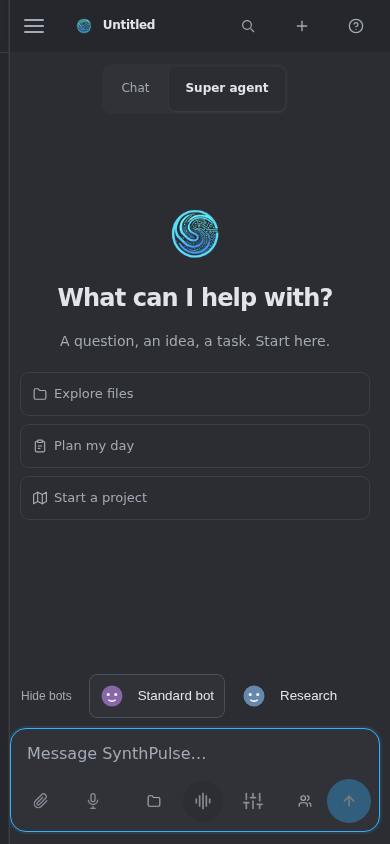 Untitled
Chat
Super agent
What can I help with?
A question, an idea, a task. Start here.
Explore files
Plan my day
Start a project
Hide bots
Standard bot
Research
Message SynthPulse...